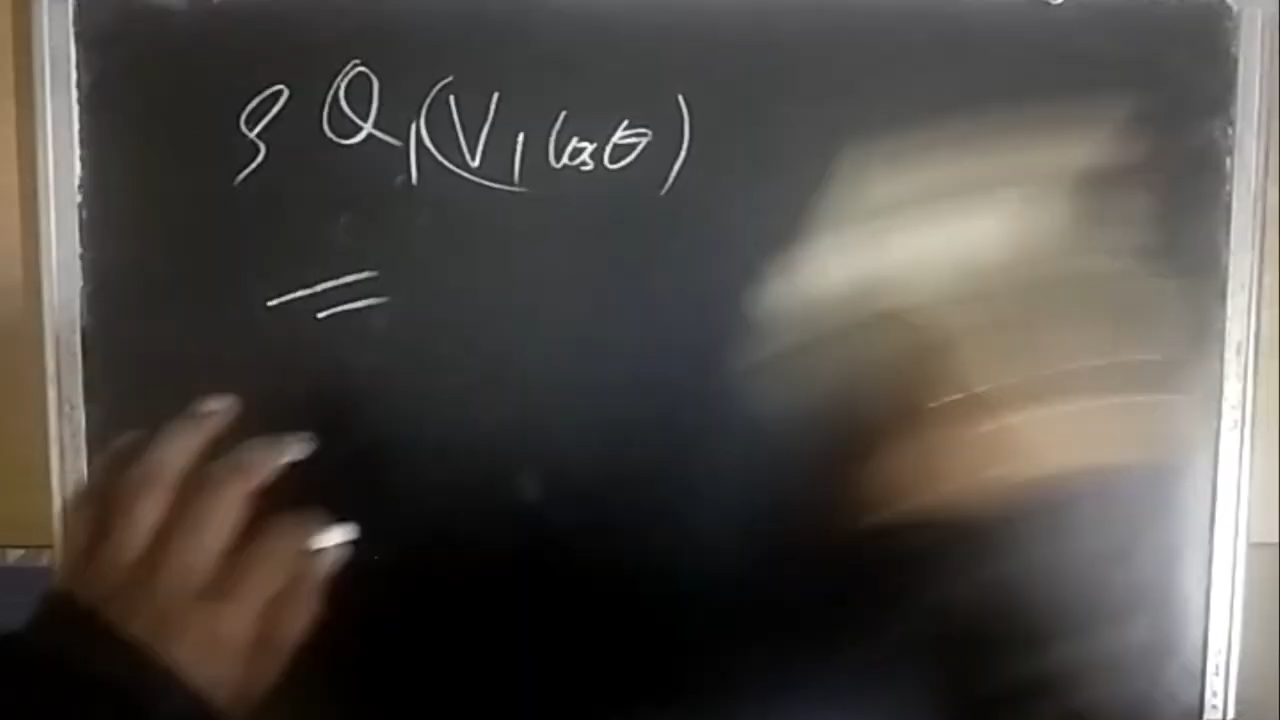 ρ Q₁(V₁ cosθ)
=